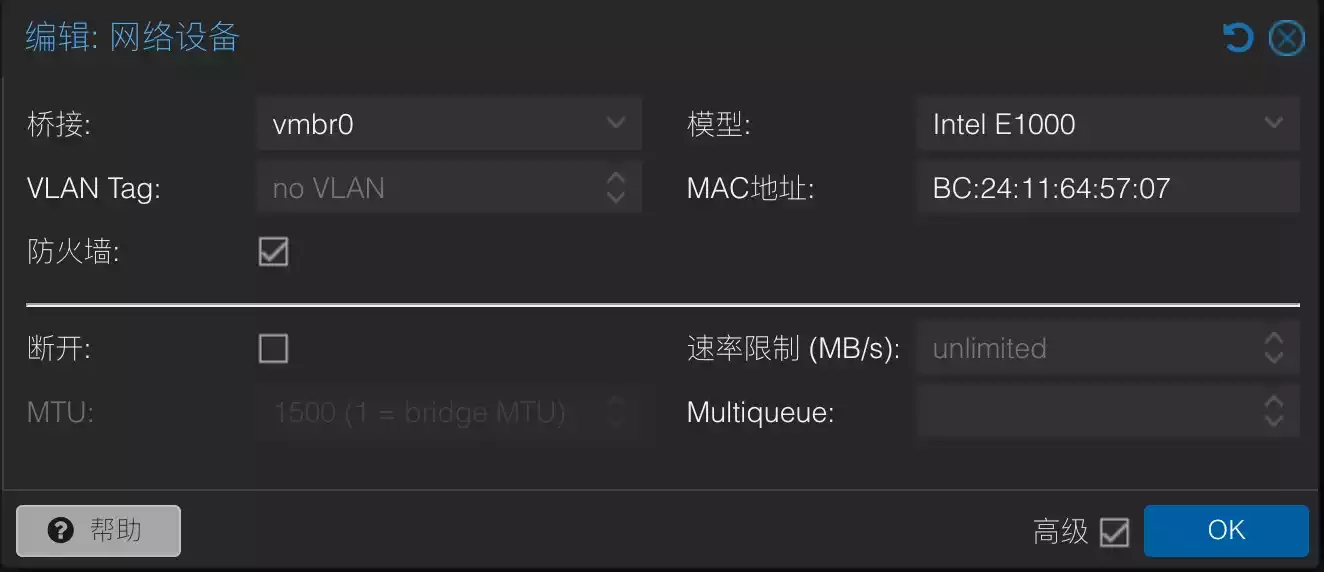 编辑: 网络设备
桥接: vmbr0 模型: Intel E1000
VLAN Tag: no VLAN MAC地址: BC:24:11:64:57:07
防火墙:
断开: 速率限制 (MB/s): unlimited
MTU: 1500 (1 = bridge MTU) Multiqueue:
帮助 高级 OK